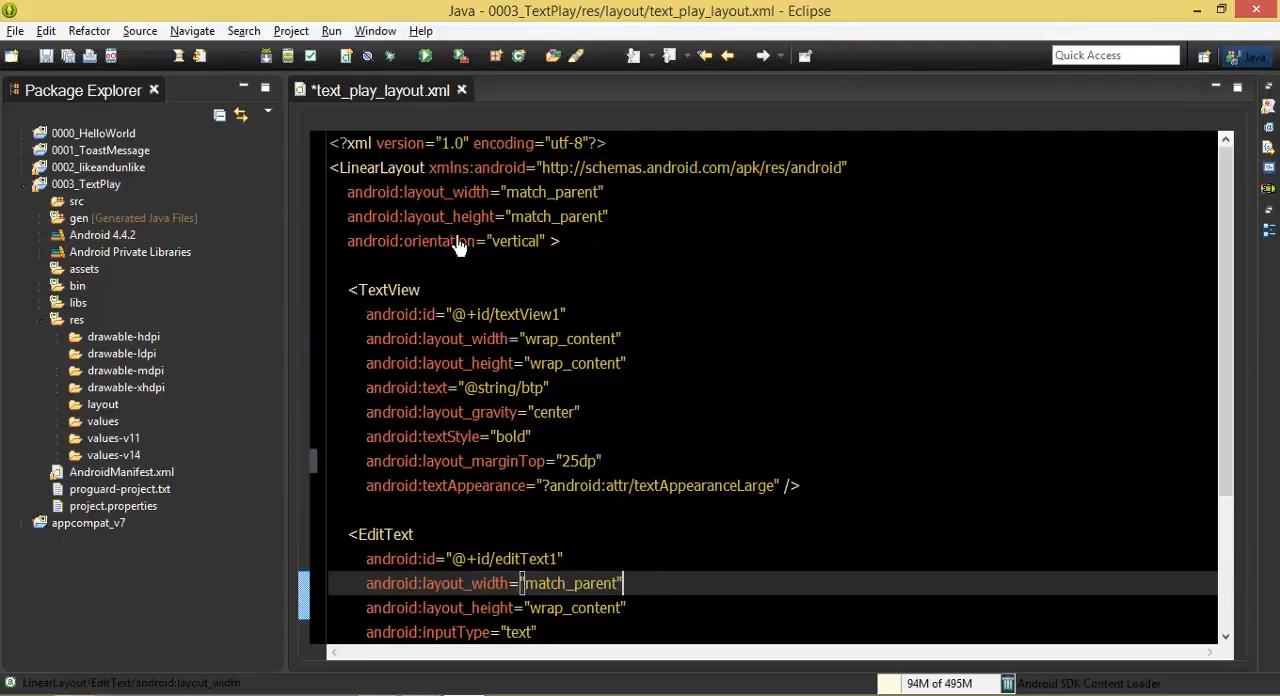 Java - 0003_TextPlay/res/layout/text_play_layout.xml - Eclipse
File Edit Refactor Source Navigate Search Project Run Window Help
Quick Access
Java
Package Explorer
*text_play_layout.xml
0000_HelloWorld
0001_ToastMessage
0002_likeandunlike
0003_TextPlay
src
gen [Generated Java Files]
Android 4.4.2
Android Private Libraries
assets
bin
libs
res
drawable-hdpi
drawable-ldpi
drawable-mdpi
drawable-xhdpi
layout
values
values-v11
values-v14
AndroidManifest.xml
proguard-project.txt
project.properties
appcompat_v7
<?xml version="1.0" encoding="utf-8"?>
<LinearLayout xmlns:android="http://schemas.android.com/apk/res/android"
android:layout_width="match_parent"
android:layout_height="match_parent"
android:orientation="vertical" >
<TextView
android:id="@+id/textView1"
android:layout_width="wrap_content"
android:layout_height="wrap_content"
android:text="@string/btp"
android:layout_gravity="center"
android:textStyle="bold"
android:layout_marginTop="25dp"
android:textAppearance="?android:attr/textAppearanceLarge" />
<EditText
android:id="@+id/editText1"
android:layout_width="match_parent"
android:layout_height="wrap_content"
android:inputType="text"
LinearLayout/EditText/android:layout_width
94M of 495M
Android SDK Content Loader